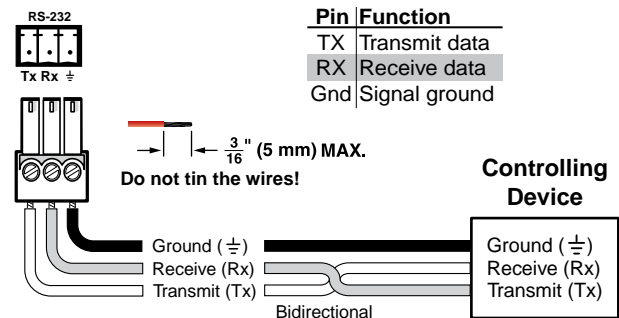 RS-232
Tx Rx ⏚
Pin Function
TX Transmit data
RX Receive data
Gnd Signal ground
3/16" (5 mm) MAX.
Do not tin the wires!
Controlling
Device
Ground (⏚)
Receive (Rx)
Transmit (Tx)
Bidirectional
Ground (⏚)
Receive (Rx)
Transmit (Tx)